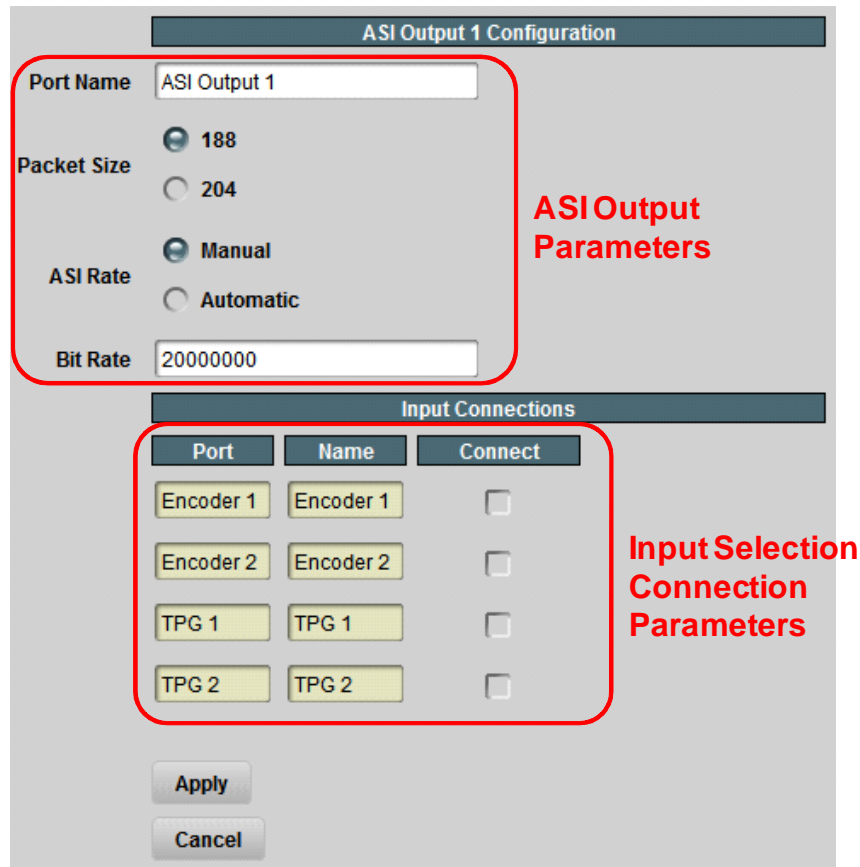 ASI Output 1 Configuration
Port Name ASI Output 1
Packet Size
188
204
ASI Output
Parameters
ASI Rate
Manual
Automatic
Bit Rate 20000000
Input Connections
Port Name Connect
Encoder 1 Encoder 1
Encoder 2 Encoder 2
TPG 1 TPG 1
TPG 2 TPG 2
Input Selection
Connection
Parameters
Apply
Cancel